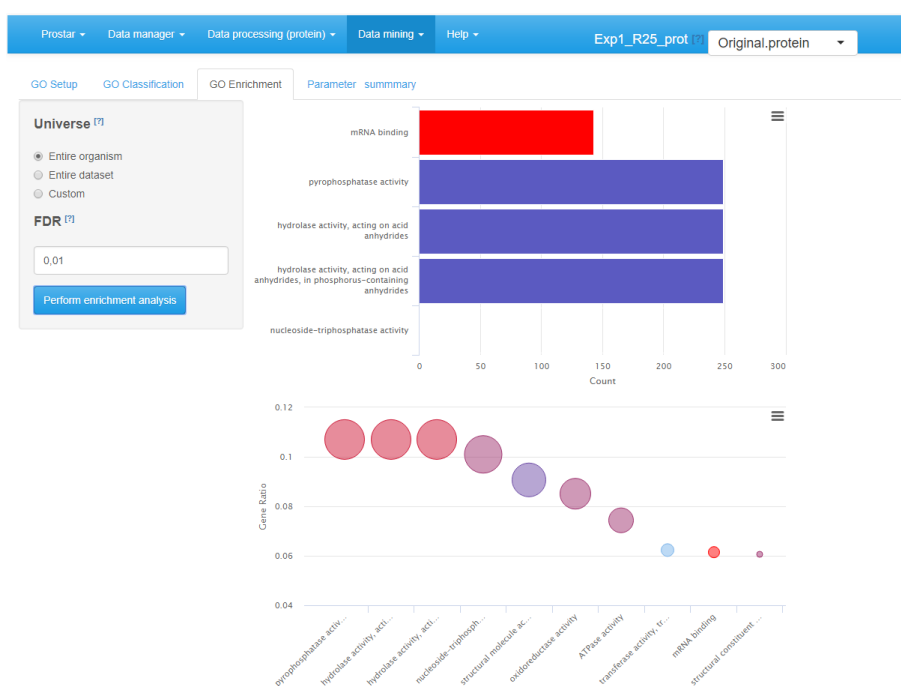 Prostar Data manager Data processing (protein) Data mining Help Exp1_R25_prot [?] Original.protein
GO Setup GO Classification GO Enrichment Parameter summmary
Universe [?]
Entire organism
Entire dataset
Custom
FDR [?]
0,01
Perform enrichment analysis
mRNA binding
pyrophosphatase activity
hydrolase activity, acting on acid
anhydrides
hydrolase activity, acting on acid
anhydrides, in phosphorus-containing
anhydrides
nucleoside-triphosphatase activity
0 50 100 150 200 250 300
Count
0.12
0.1
0.08
0.06
0.04
Gene Ratio
pyrophosphatase activ...
hydrolase activity, acti...
hydrolase activity, acti...
nucleoside-triphosph...
structural molecule ac...
oxidoreductase activity
ATPase activity
transferase activity, tr...
mRNA binding
structural constituent ...